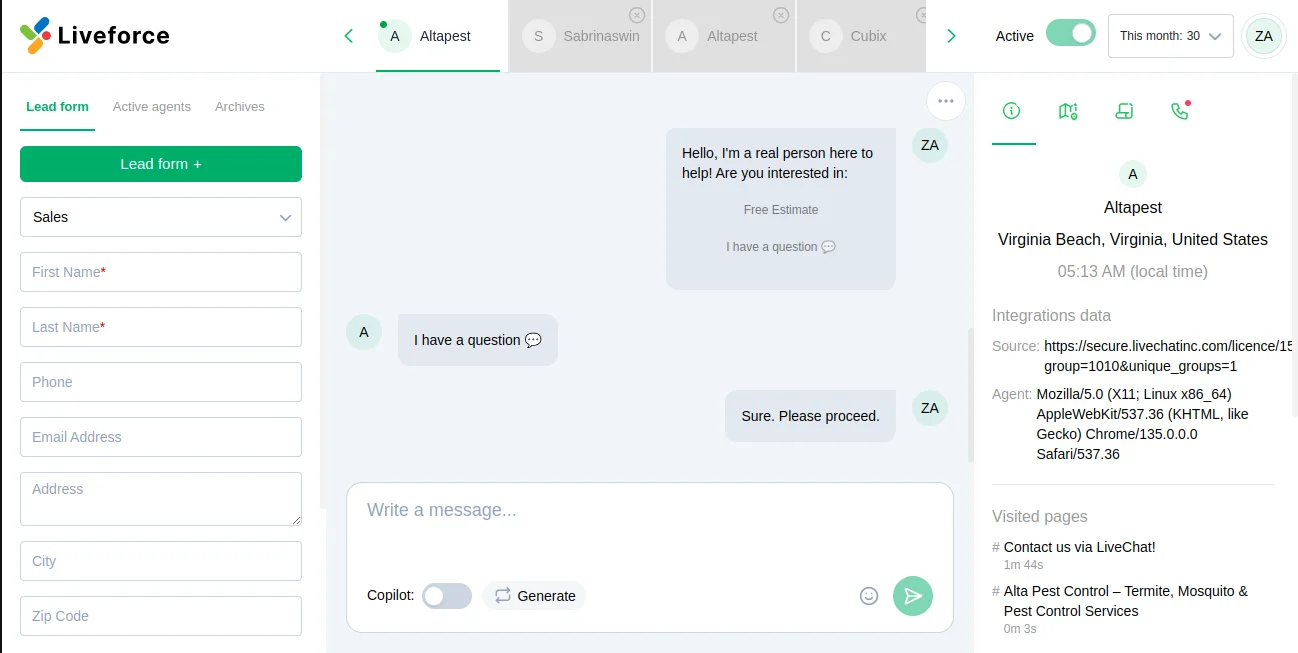 Liveforce
A
Altapest
S
Sabrinaswin
A
Altapest
C
Cubix
Active
This month: 30
ZA
Lead form
Active agents
Archives
Lead form +
Sales
First Name*
Last Name*
Phone
Email Address
Address
City
Zip Code
Hello, I'm a real person here to
help! Are you interested in:
Free Estimate
I have a question 💬
ZA
A
I have a question 💬
Sure. Please proceed.
ZA
Write a message...
Copilot:
Generate
A
Altapest
Virginia Beach, Virginia, United States
05:13 AM (local time)
Integrations data
Source: https://secure.livechatinc.com/licence/15
group=1010&unique_groups=1
Agent: Mozilla/5.0 (X11; Linux x86_64)
AppleWebKit/537.36 (KHTML, like
Gecko) Chrome/135.0.0.0
Safari/537.36
Visited pages
# Contact us via LiveChat!
1m 44s
# Alta Pest Control – Termite, Mosquito &
Pest Control Services
0m 3s